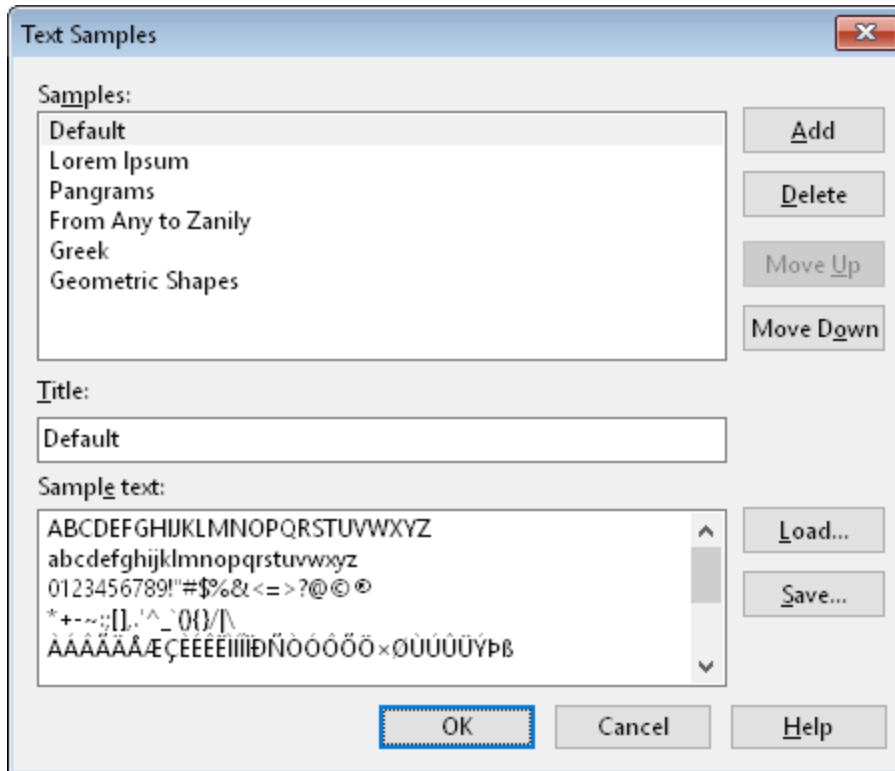 Text Samples
Samples:
Default
Lorem Ipsum
Pangrams
From Any to Zanily
Greek
Geometric Shapes
Add
Delete
Move Up
Move Down
Title:
Default
Sample text:
ABCDEFGHIJKLMNOPQRSTUVWXYZ
abcdefghijklmnopqrstuvwxyz
0123456789!"#$%&<=>?@©®
*+-~:;[],.'^_`(){}/|\
ÀÁÂÃÄÅÆÇÈÉÊËÌÍÎÏÐÑÒÓÔÕÖ×ØÙÚÛÜÝÞß
Load...
Save...
OK
Cancel
Help